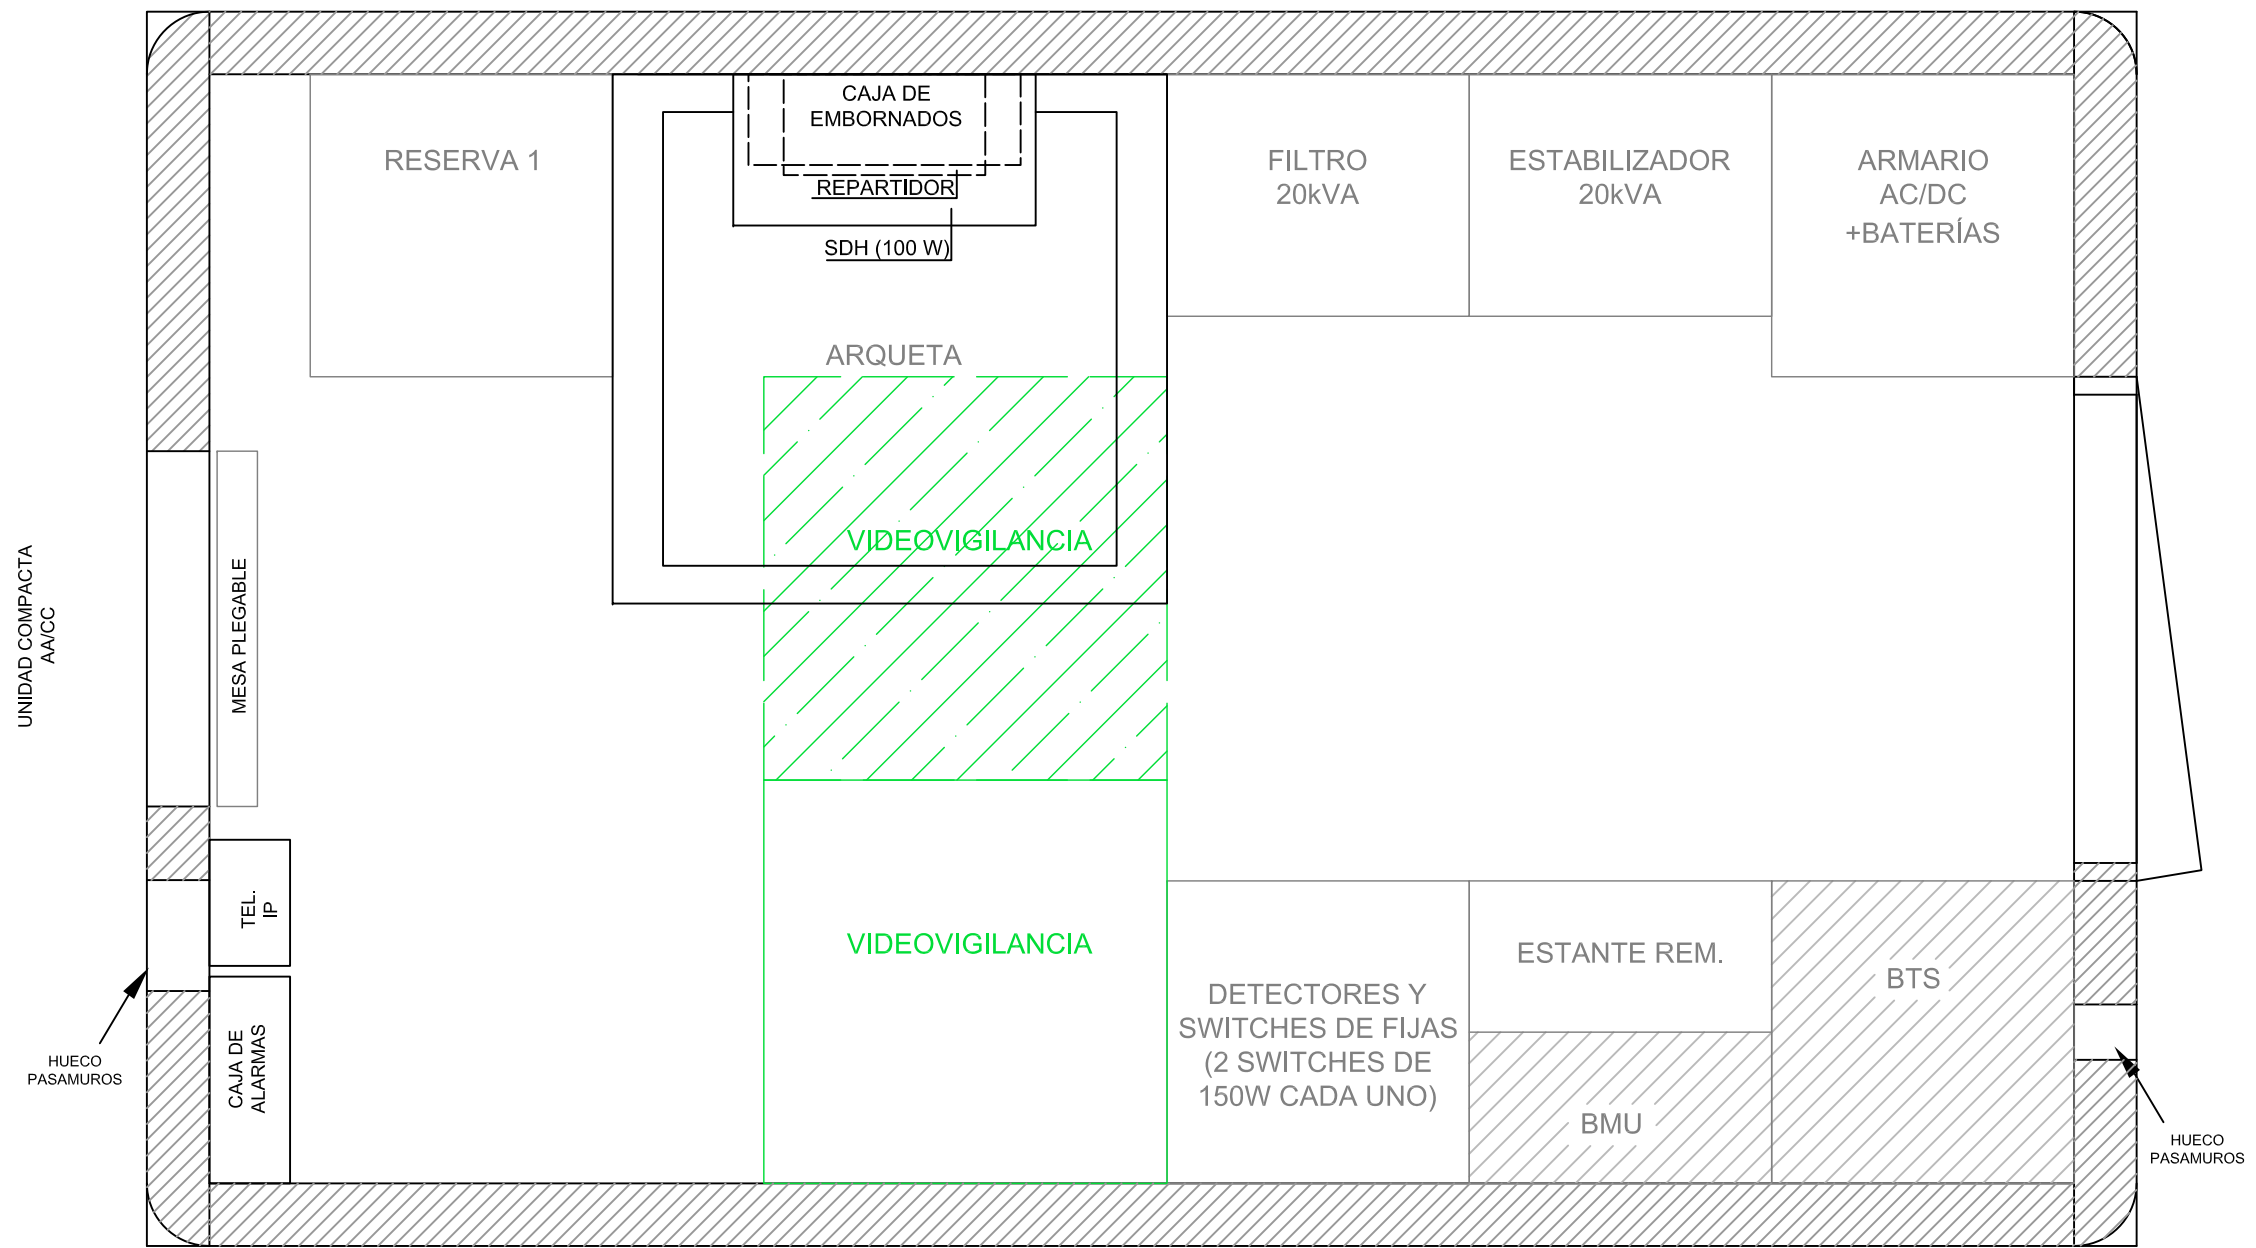 CAJA DE
EMBORNADOS
REPARTIDOR
SDH (100 W)
RESERVA 1
FILTRO
20kVA
ESTABILIZADOR
20kVA
ARMARIO
AC/DC
+BATERÍAS
ARQUETA
VIDEOVIGILANCIA
UNIDAD COMPACTA
AA/CC
MESA PLEGABLE
TEL.
IP
CAJA DE
ALARMAS
HUECO
PASAMUROS
VIDEOVIGILANCIA
DETECTORES Y
SWITCHES DE FIJAS
(2 SWITCHES DE
150W CADA UNO)
ESTANTE REM.
BMU
BTS
HUECO
PASAMUROS